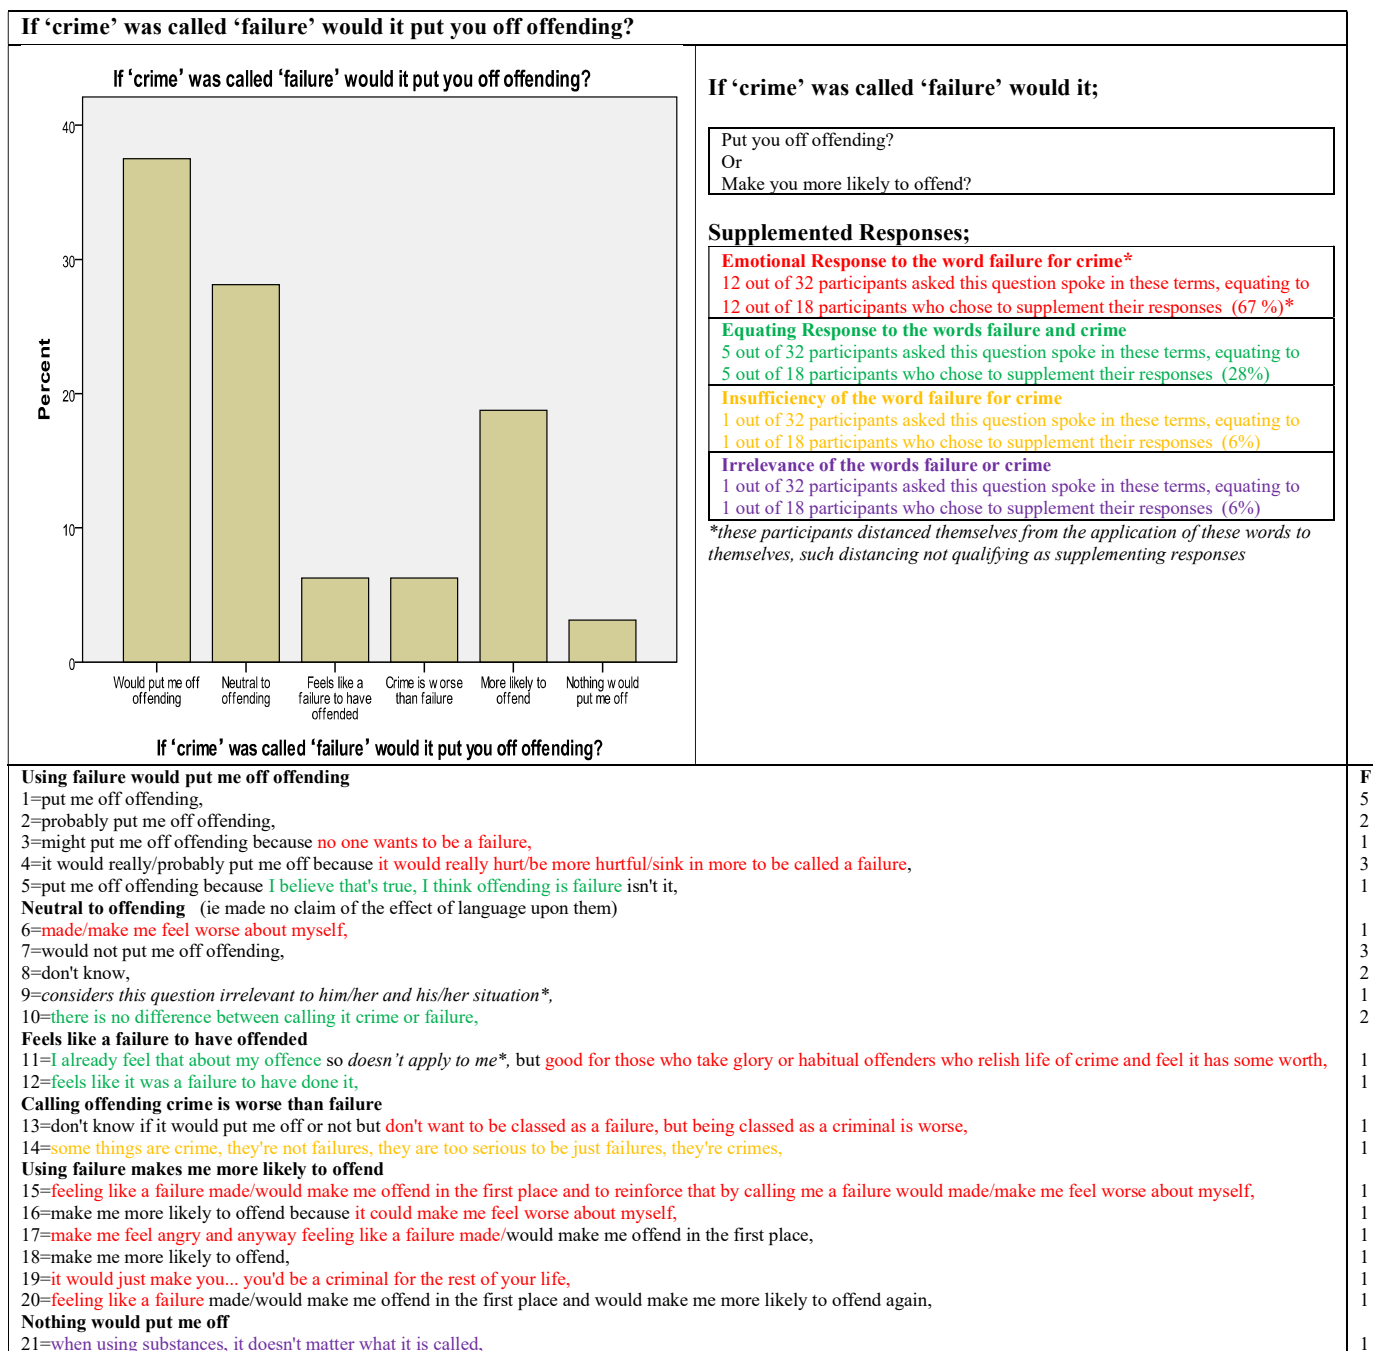 If ‘crime’ was called ‘failure’ would it put you off offending?
If ‘crime’ was called ‘failure’ would it put you off offending?
40
30
20
10
0
Percent
Would put me off
offending
Neutral to
offending
Feels like a
failure to have
offended
Crime is worse
than failure
More likely to
offend
Nothing would
put me off
If ‘crime’ was called ‘failure’ would it put you off offending?
If ‘crime’ was called ‘failure’ would it;
Put you off offending?
Or
Make you more likely to offend?
Supplemented Responses;
Emotional Response to the word failure for crime*
12 out of 32 participants asked this question spoke in these terms, equating to
12 out of 18 participants who chose to supplement their responses (67 %)*
Equating Response to the words failure and crime
5 out of 32 participants asked this question spoke in these terms, equating to
5 out of 18 participants who chose to supplement their responses (28%)
Insufficiency of the word failure for crime
1 out of 32 participants asked this question spoke in these terms, equating to
1 out of 18 participants who chose to supplement their responses (6%)
Irrelevance of the words failure or crime
1 out of 32 participants asked this question spoke in these terms, equating to
1 out of 18 participants who chose to supplement their responses (6%)
*these participants distanced themselves from the application of these words to
themselves, such distancing not qualifying as supplementing responses
Using failure would put me off offending F
1=put me off offending, 5
2=probably put me off offending, 2
3=might put me off offending because no one wants to be a failure, 1
4=it would really/probably put me off because it would really hurt/be more hurtful/sink in more to be called a failure, 3
5=put me off offending because I believe that's true, I think offending is failure isn't it, 1
Neutral to offending (ie made no claim of the effect of language upon them)
6=made/make me feel worse about myself, 1
7=would not put me off offending, 3
8=don't know, 2
9=considers this question irrelevant to him/her and his/her situation*, 1
10=there is no difference between calling it crime or failure, 2
Feels like a failure to have offended
11=I already feel that about my offence so doesn’t apply to me*, but good for those who take glory or habitual offenders who relish life of crime and feel it has some worth, 1
12=feels like it was a failure to have done it, 1
Calling offending crime is worse than failure
13=don't know if it would put me off or not but don't want to be classed as a failure, but being classed as a criminal is worse, 1
14=some things are crime, they're not failures, they are too serious to be just failures, they're crimes, 1
Using failure makes me more likely to offend
15=feeling like a failure made/would make me offend in the first place and to reinforce that by calling me a failure would made/make me feel worse about myself, 1
16=make me more likely to offend because it could make me feel worse about myself, 1
17=make me feel angry and anyway feeling like a failure made/would make me offend in the first place, 1
18=make me more likely to offend, 1
19=it would just make you... you'd be a criminal for the rest of your life, 1
20=feeling like a failure made/would make me offend in the first place and would make me more likely to offend again, 1
Nothing would put me off
21=when using substances, it doesn't matter what it is called, 1